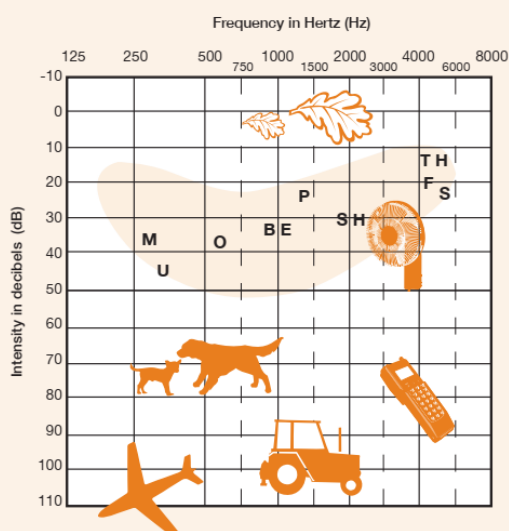 Frequency in Hertz (Hz)
125 250 500 750 1000 1500 2000 3000 4000 6000 8000
Intensity in decibels (dB)
-10
0
10
TH
20
F
P
S
30
SH
BE
M
O
40
U
50
60
70
80
90
100
110